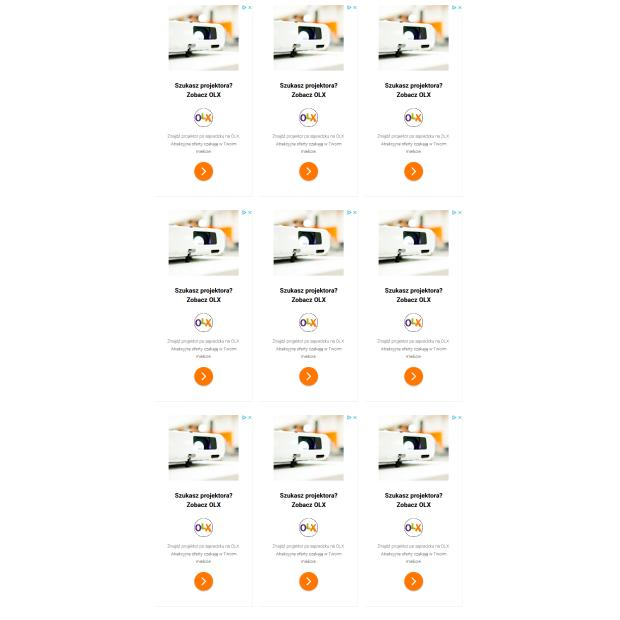 Szukasz projektora? Szukasz projektora? Szukasz projektora?
Zobacz OLX Zobacz OLX Zobacz OLX
OLX OLX OLX
Znajdź projektor po sąsiedzku na OLX. Znajdź projektor po sąsiedzku na OLX. Znajdź projektor po sąsiedzku na OLX.
Atrakcyjne oferty czekają w Twoim Atrakcyjne oferty czekają w Twoim Atrakcyjne oferty czekają w Twoim
mieście mieście mieście
Szukasz projektora? Szukasz projektora? Szukasz projektora?
Zobacz OLX Zobacz OLX Zobacz OLX
OLX OLX OLX
Znajdź projektor po sąsiedzku na OLX. Znajdź projektor po sąsiedzku na OLX. Znajdź projektor po sąsiedzku na OLX.
Atrakcyjne oferty czekają w Twoim Atrakcyjne oferty czekają w Twoim Atrakcyjne oferty czekają w Twoim
mieście mieście mieście
Szukasz projektora? Szukasz projektora? Szukasz projektora?
Zobacz OLX Zobacz OLX Zobacz OLX
OLX OLX OLX
Znajdź projektor po sąsiedzku na OLX. Znajdź projektor po sąsiedzku na OLX. Znajdź projektor po sąsiedzku na OLX.
Atrakcyjne oferty czekają w Twoim Atrakcyjne oferty czekają w Twoim Atrakcyjne oferty czekają w Twoim
mieście mieście mieście